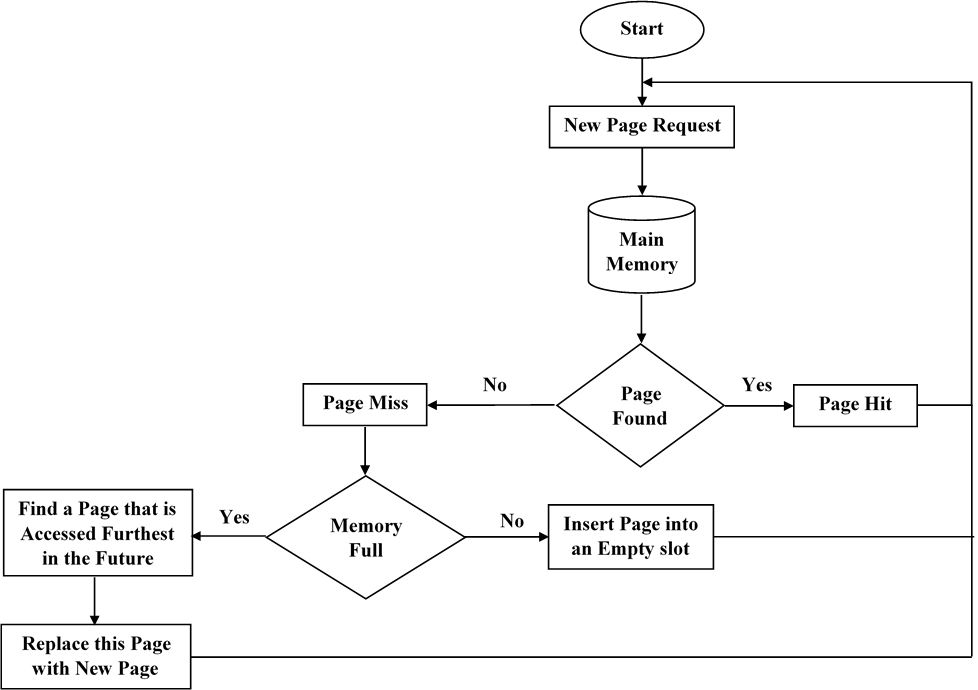 Start
New Page Request
Main
Memory
Page
Found
No
Yes
Page Miss
Page Hit
Memory
Full
Yes
No
Find a Page that is
Accessed Furthest
in the Future
Insert Page into
an Empty slot
Replace this Page
with New Page